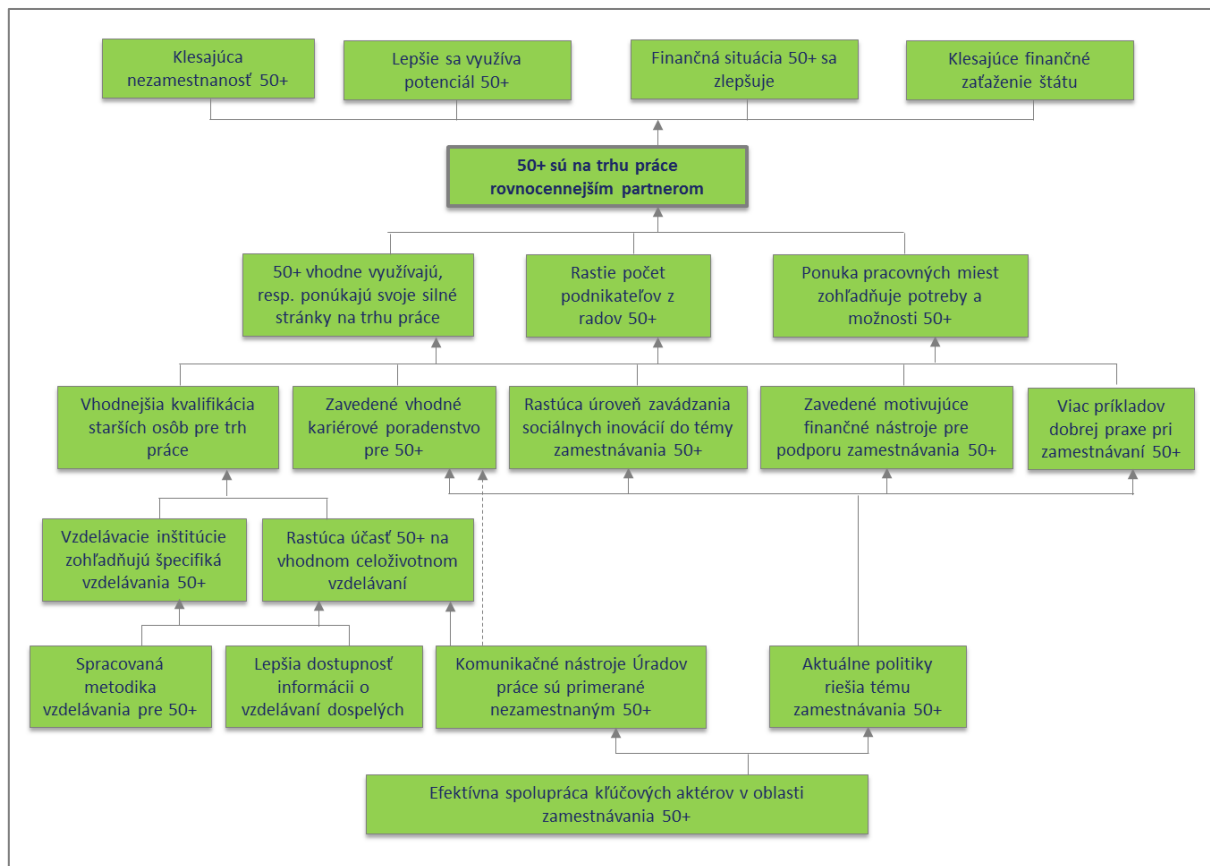 Klesajúca
nezamestnanosť 50+
Lepšie sa využíva
potenciál 50+
Finančná situácia 50+ sa
zlepšuje
Klesajúce finančné
zaťaženie štátu
50+ sú na trhu práce
rovnocennejším partnerom
50+ vhodne využívajú,
resp. ponúkajú svoje silné
stránky na trhu práce
Rastie počet
podnikateľov z
radov 50+
Ponuka pracovných miest
zohľadňuje potreby a
možnosti 50+
Vhodnejšia kvalifikácia
starších osôb pre trh
práce
Zavedené vhodné
kariérové poradenstvo
pre 50+
Rastúca úroveň zavádzania
sociálnych inovácií do témy
zamestnávania 50+
Zavedené motivujúce
finančné nástroje pre
podporu zamestnávania 50+
Viac príkladov
dobrej praxe pri
zamestnávaní 50+
Vzdelávacie inštitúcie
zohľadňujú špecifiká
vzdelávania 50+
Rastúca účasť 50+ na
vhodnom celoživotnom
vzdelávaní
Spracovaná
metodika
vzdelávania pre 50+
Lepšia dostupnosť
informácii o
vzdelávaní dospelých
Komunikačné nástroje Úradov
práce sú primerané
nezamestnaným 50+
Aktuálne politiky
riešia tému
zamestnávania 50+
Efektívna spolupráca kľúčových aktérov v oblasti
zamestnávania 50+